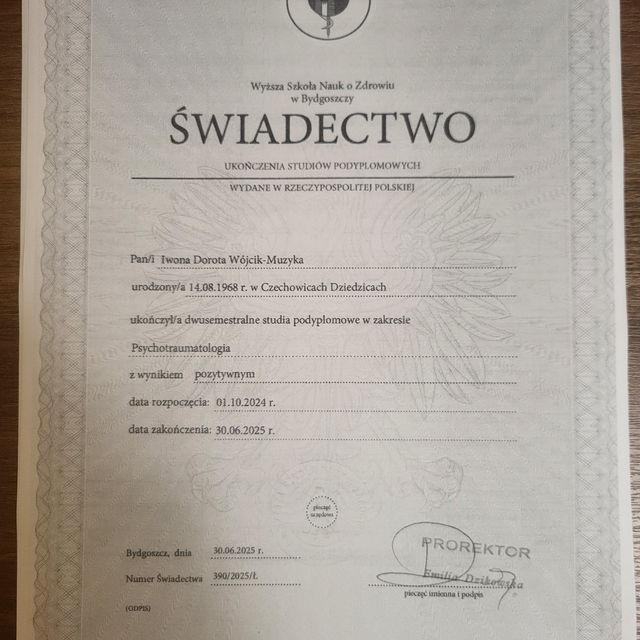 Wyższa Szkoła Nauk o Zdrowiu
w Bydgoszczy
ŚWIADECTWO
UKOŃCZENIA STUDIÓW PODYPLOMOWYCH
WYDANE W RZECZYPOSPOLITEJ POLSKIEJ
Pan/i Iwona Dorota Wójcik-Muzyka
urodzony/a 14.08.1968 r. w Czechowicach Dziedzicach
ukończył/a dwusemestralne studia podyplomowe w zakresie
Psychotraumatologia
z wynikiem pozytywnym
data rozpoczęcia: 01.10.2024 r.
data zakończenia: 30.06.2025 r.
pieczęć
urzędowa
Bydgoszcz, dnia 30.06.2025 r.
PROREKTOR
Numer Świadectwa 390/2025/Ł
Emilia Dzikowska
pieczęć imienna i podpis
(GDPIS)